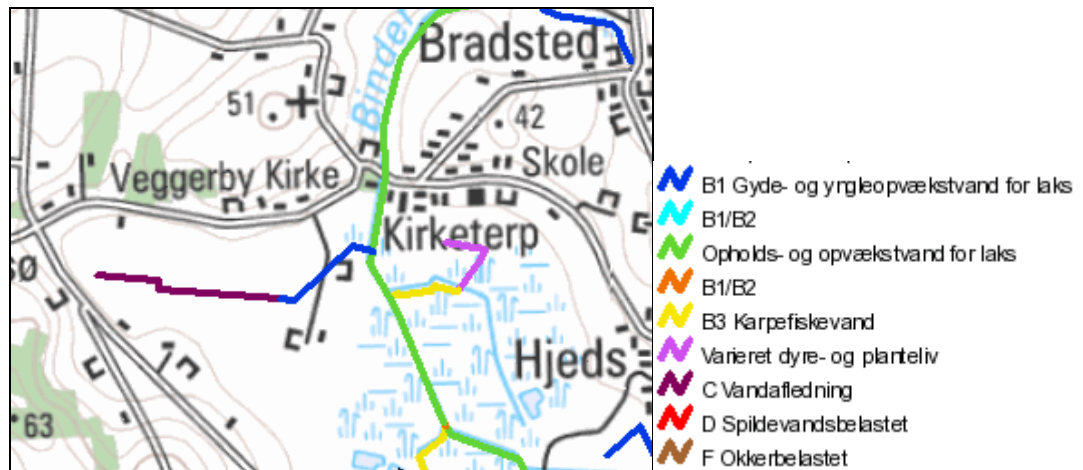 Bradsted
Binder
51
42
Skole
Veggerby Kirke
Kirketerp
sø
Hjeds
63
B1 Gyde- og yngleopvækstvand for laks
B1/B2
Opholds- og opvækstvand for laks
B1/B2
B3 Karpefiskevand
Varieret dyre- og planteliv
C Vandafledning
D Spildevandsbelastet
F Okkerbelastet